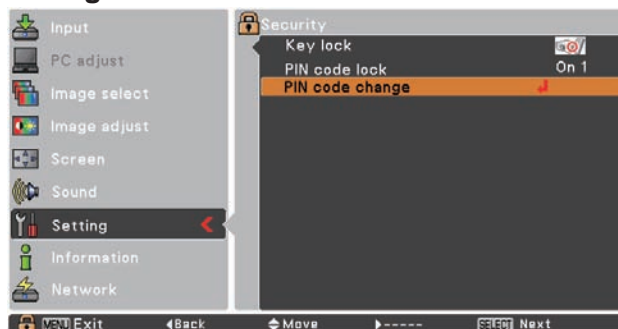 Input
PC adjust
Image select
Image adjust
Screen
Sound
Setting
Information
Network
Security
Key lock
PIN code lock On 1
PIN code change
MENU Exit ◀Back Move ▶----- SELECT Next